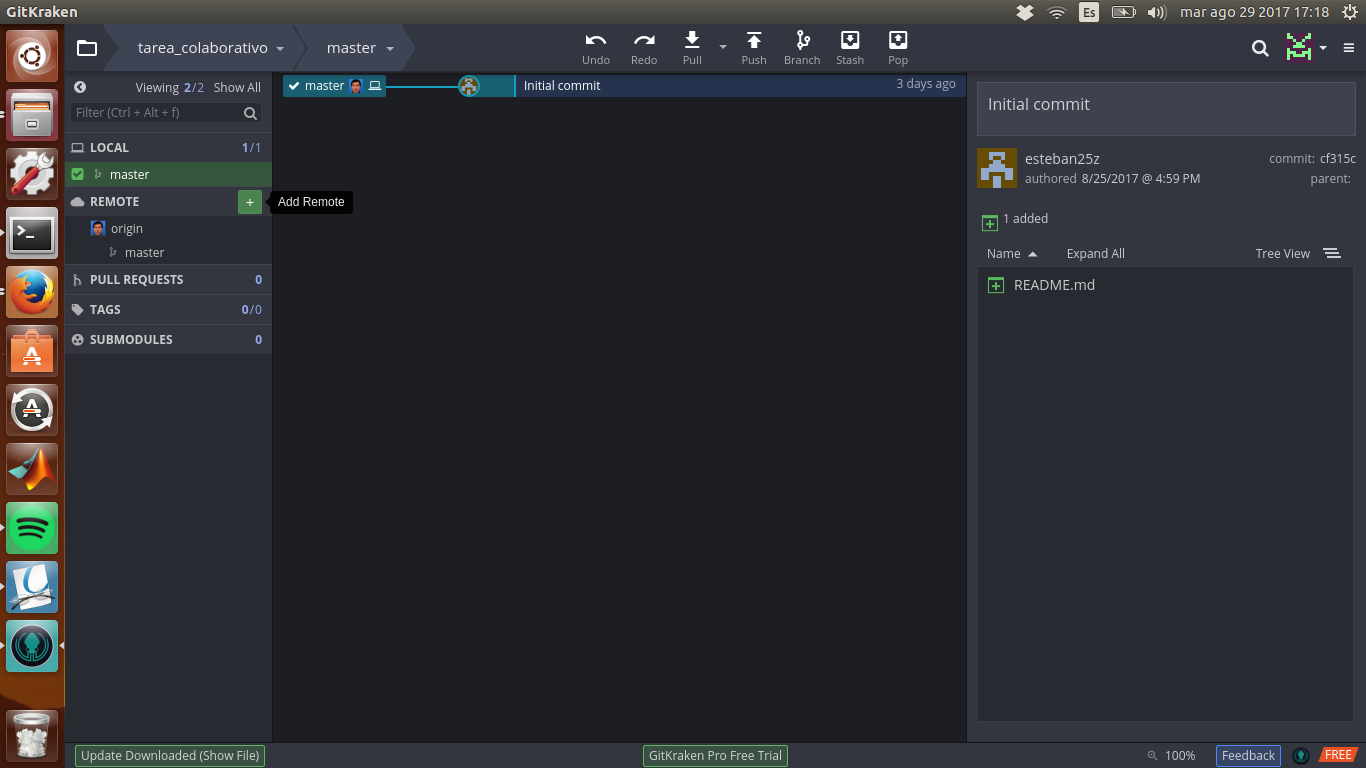 GitKraken
Es
mar ago 29 2017 17:18
tarea_colaborativo
master
Undo
Redo
Pull
Push
Branch
Stash
Pop
Viewing 2/2 Show All
Filter (Ctrl + Alt + f)
LOCAL 1/1
master
REMOTE
+
Add Remote
origin
master
PULL REQUESTS 0
TAGS 0/0
SUBMODULES 0
master
Initial commit
3 days ago
Initial commit
esteban25z
commit: cf315c
authored 8/25/2017 @ 4:59 PM
parent:
1 added
Name
Expand All
Tree View
README.md
Update Downloaded (Show File)
GitKraken Pro Free Trial
100%
Feedback
FREE